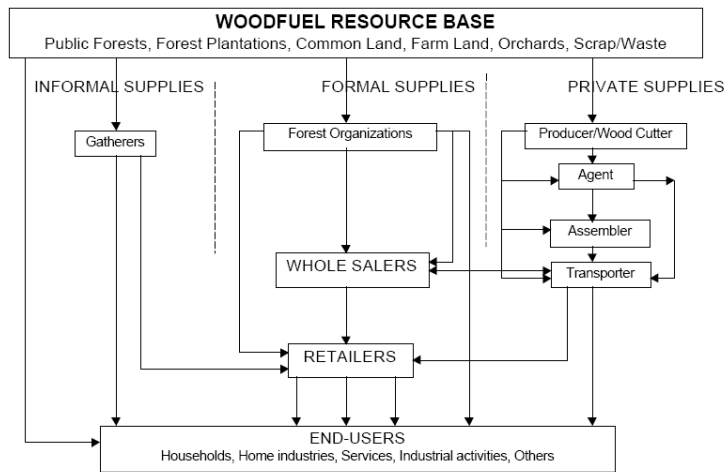 WOODFUEL RESOURCE BASE
Public Forests, Forest Plantations, Common Land, Farm Land, Orchards, Scrap/Waste
INFORMAL SUPPLIES
FORMAL SUPPLIES
PRIVATE SUPPLIES
Gatherers
Forest Organizations
Producer/Wood Cutter
Agent
Assembler
WHOLE SALERS
Transporter
RETAILERS
END-USERS
Households, Home industries, Services, Industrial activities, Others